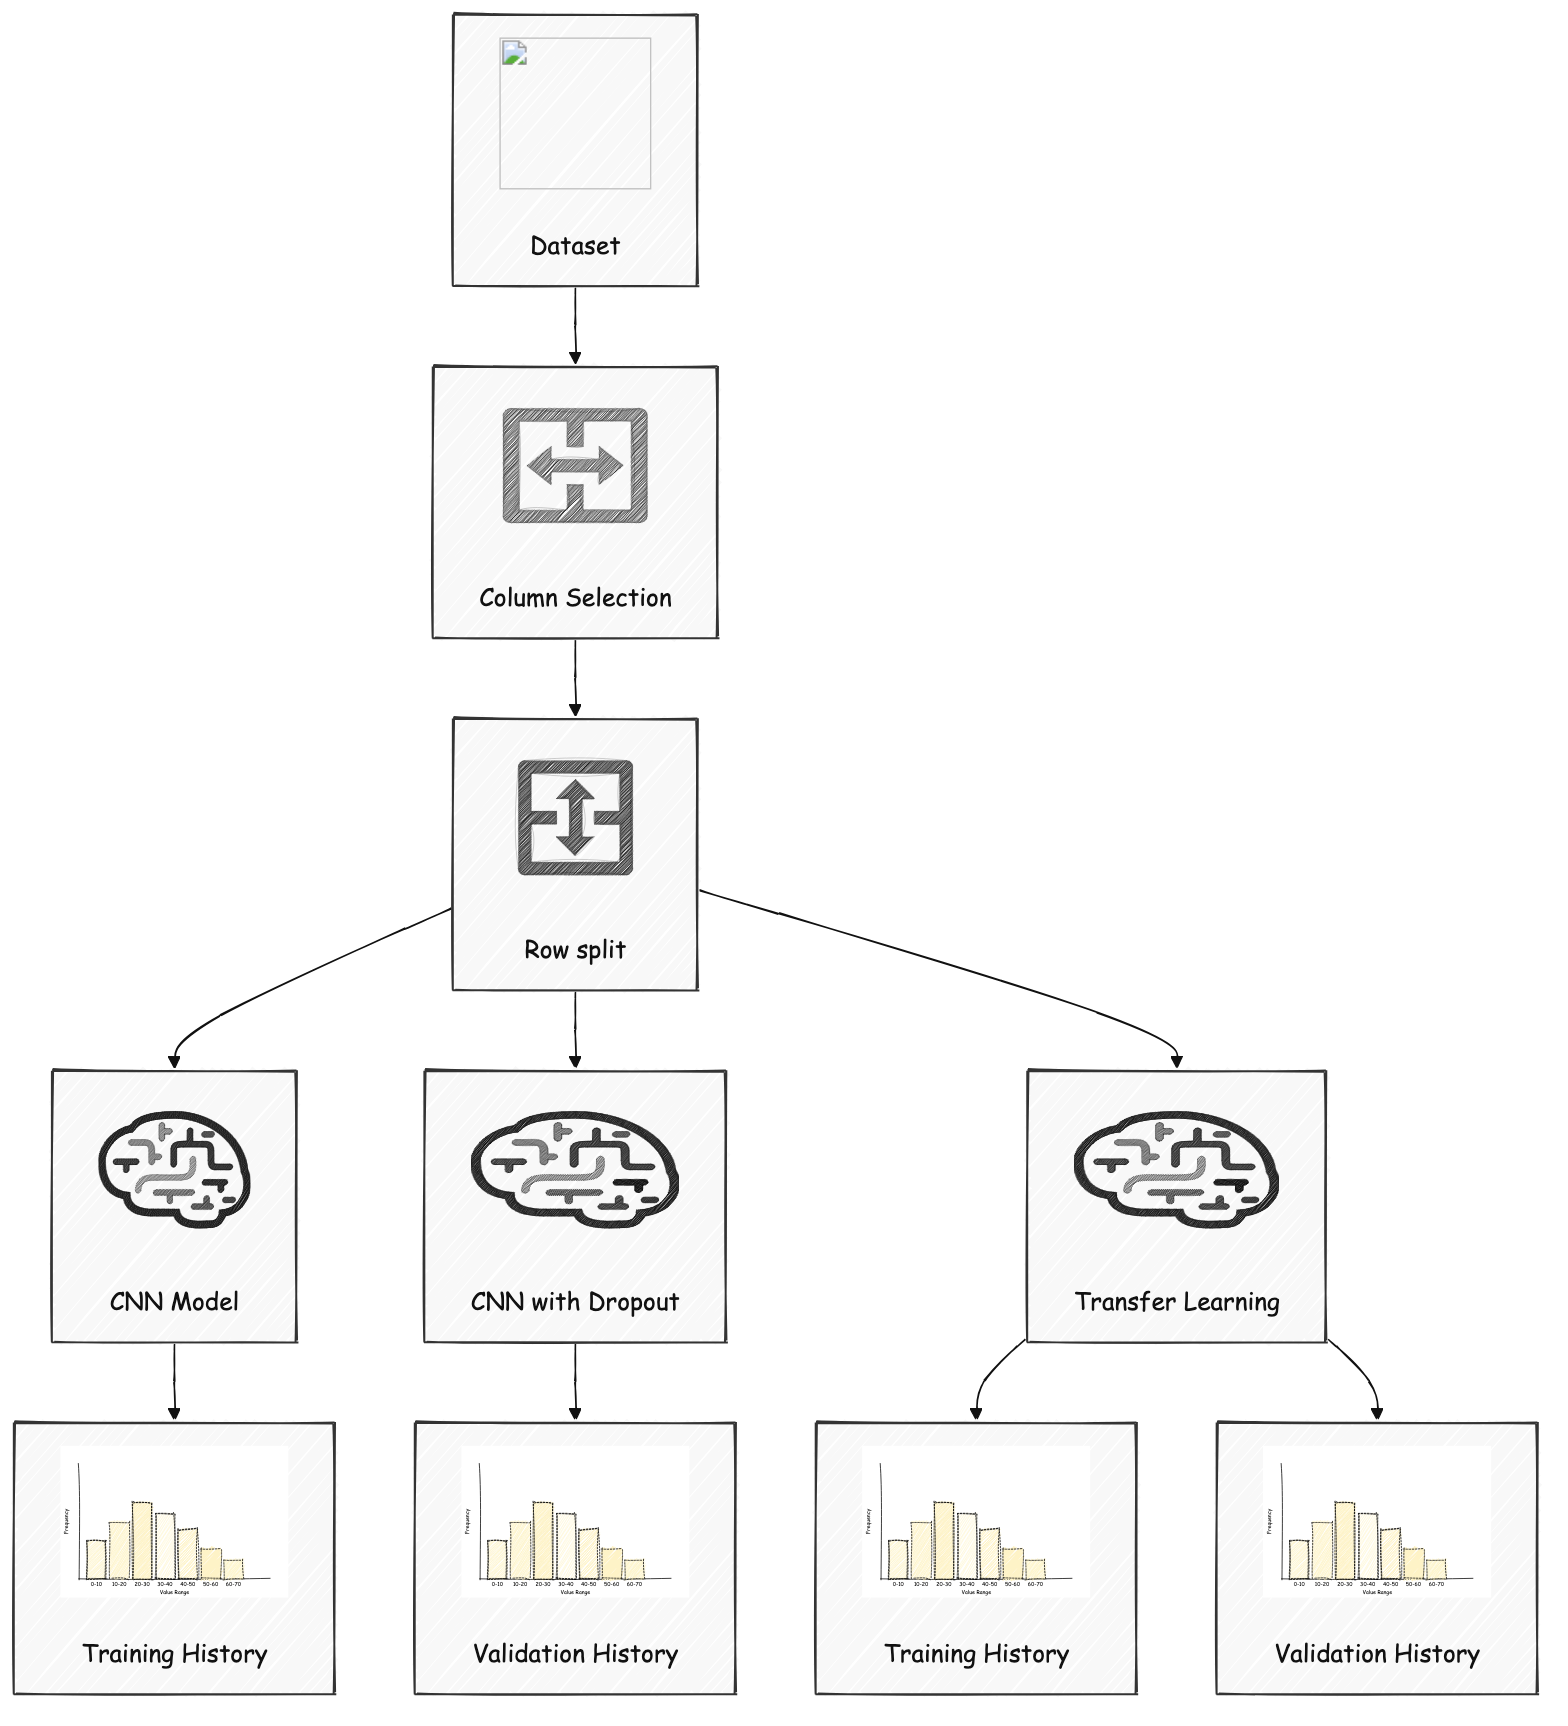 Dataset
Column Selection
Row split
CNN Model
CNN with Dropout
Transfer Learning
Frequency
0-10 10-20 20-30 30-40 40-50 50-60 60-70
Value Range
Training History
Frequency
0-10 10-20 20-30 30-40 40-50 50-60 60-70
Value Range
Validation History
Frequency
0-10 10-20 20-30 30-40 40-50 50-60 60-70
Value Range
Training History
Frequency
0-10 10-20 20-30 30-40 40-50 50-60 60-70
Value Range
Validation History